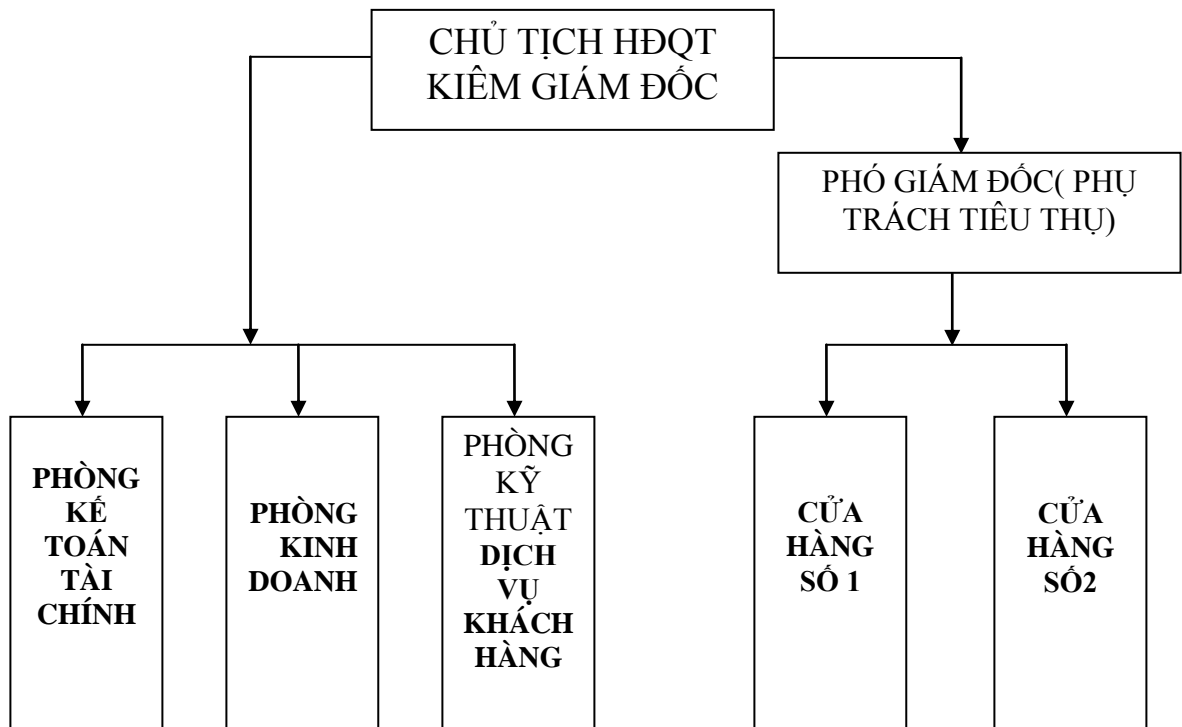 CHỦ TỊCH HĐQT
KIÊM GIÁM ĐỐC
PHÓ GIÁM ĐỐC( PHỤ
TRÁCH TIÊU THỤ)
PHÒNG
KẾ
TOÁN
TÀI
CHÍNH
PHÒNG
KINH
DOANH
PHÒNG
KỸ
THUẬT
DỊCH
VỤ
KHÁCH
HÀNG
CỬA
HÀNG
SỐ 1
CỬA
HÀNG
SỐ2